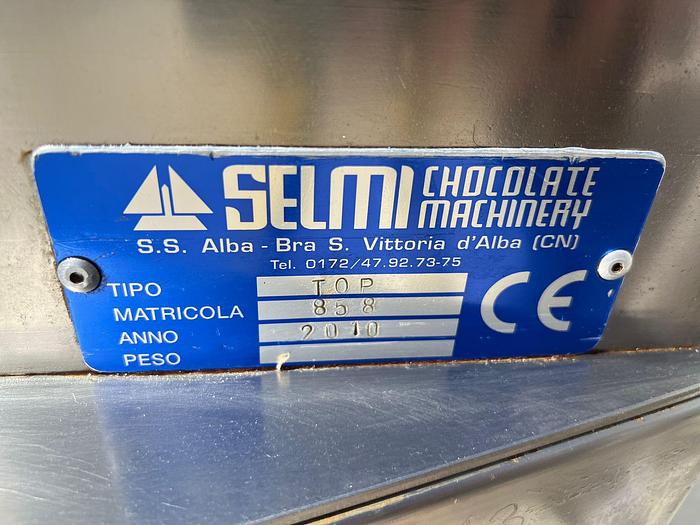 SELMI CHOCOLATE MACHINERY
S.S. Alba - Bra S. Vittoria d'Alba (CN)
Tel. 0172/47.92.73-75
TIPO TOP
MATRICOLA 858
ANNO 2010
PESO
CE